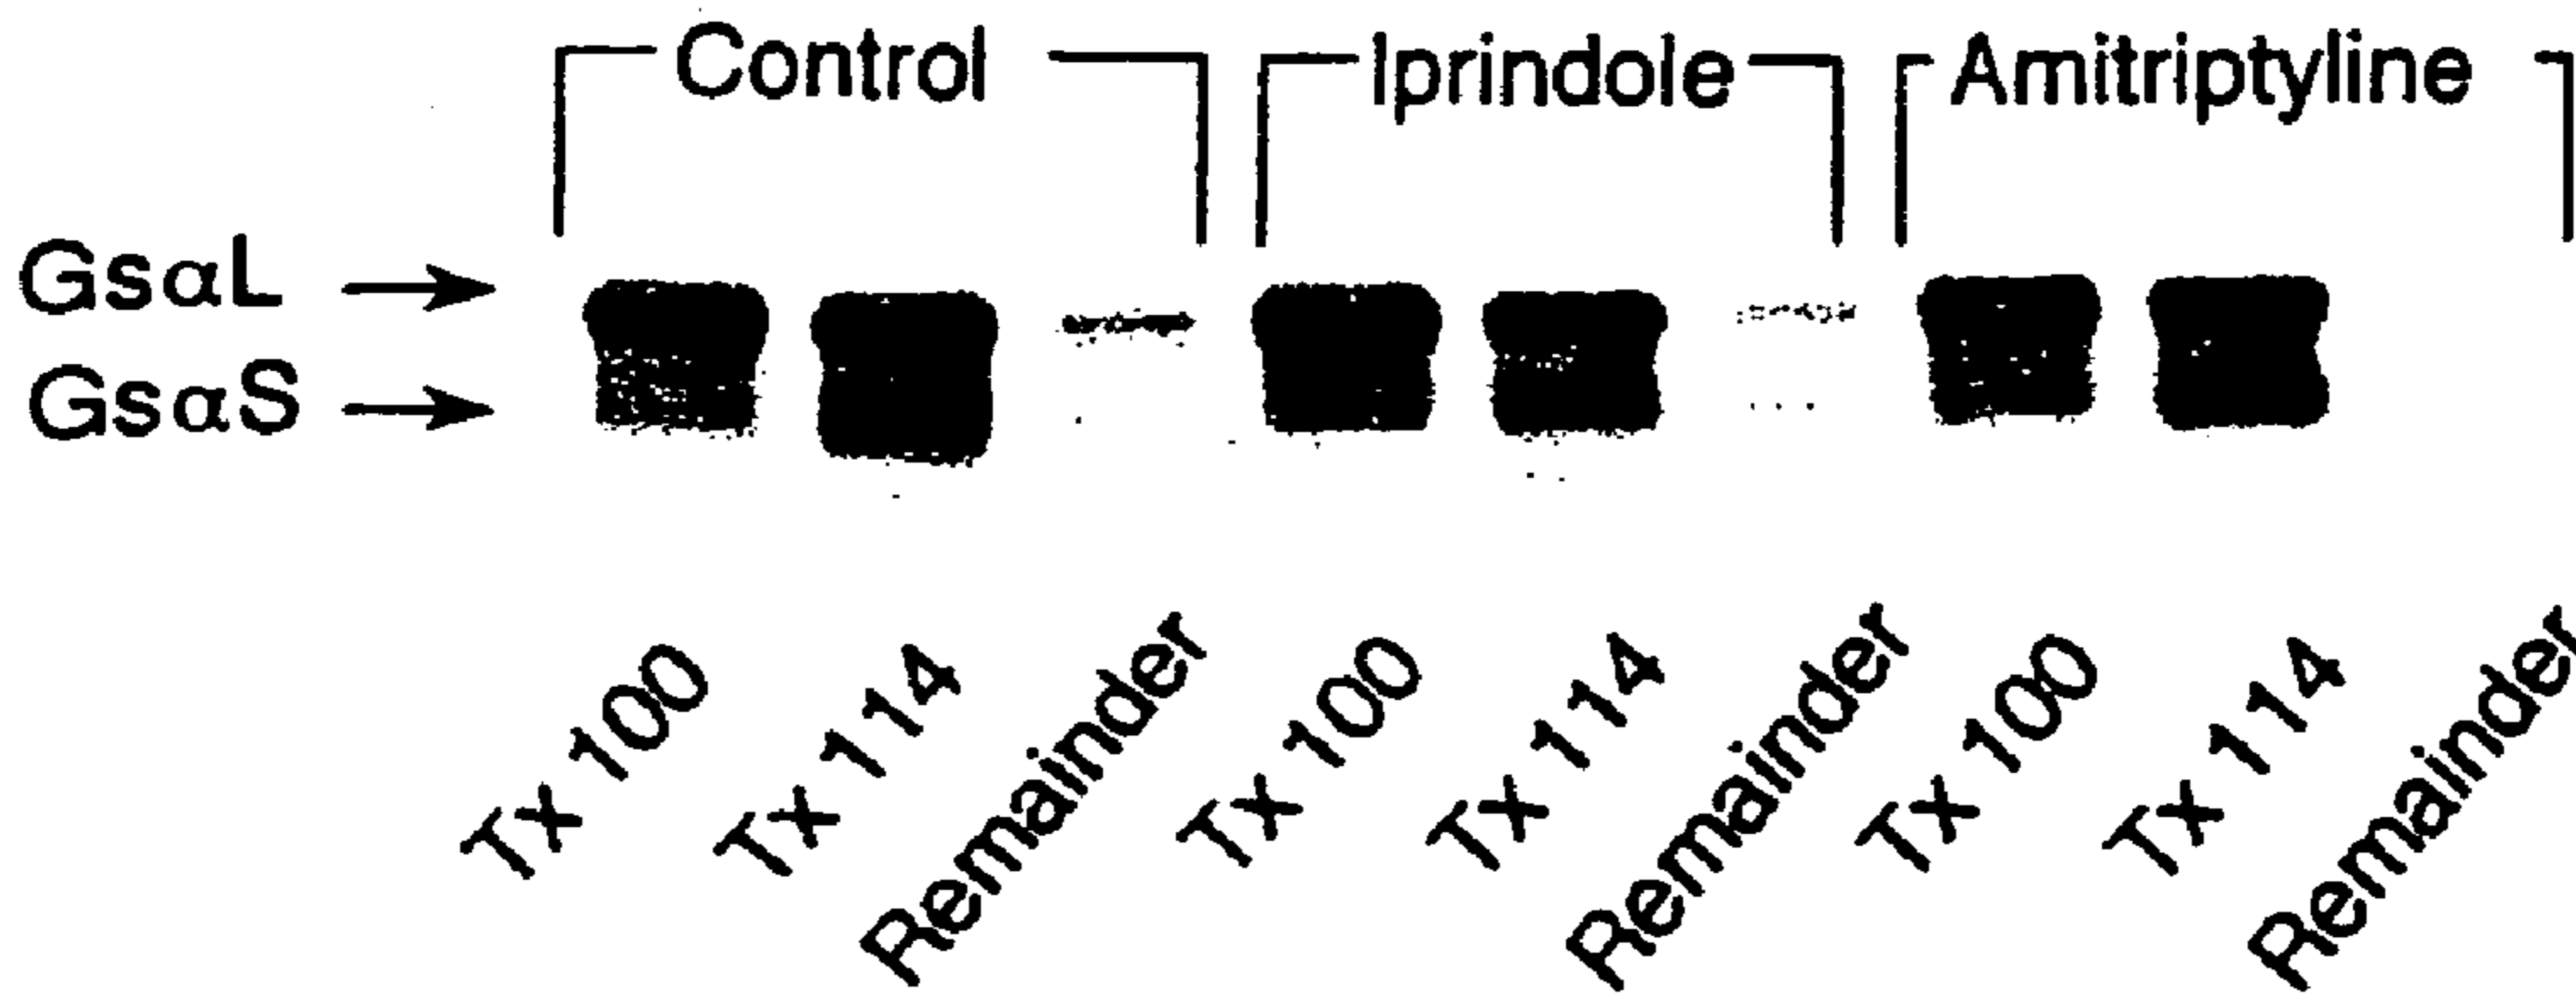 Control Iprindole Amitriptyline
GsαL
GsαS
Tx 100 Tx 114 Remainder Tx 100 Tx 114 Remainder Tx 100 Tx 114 Remainder